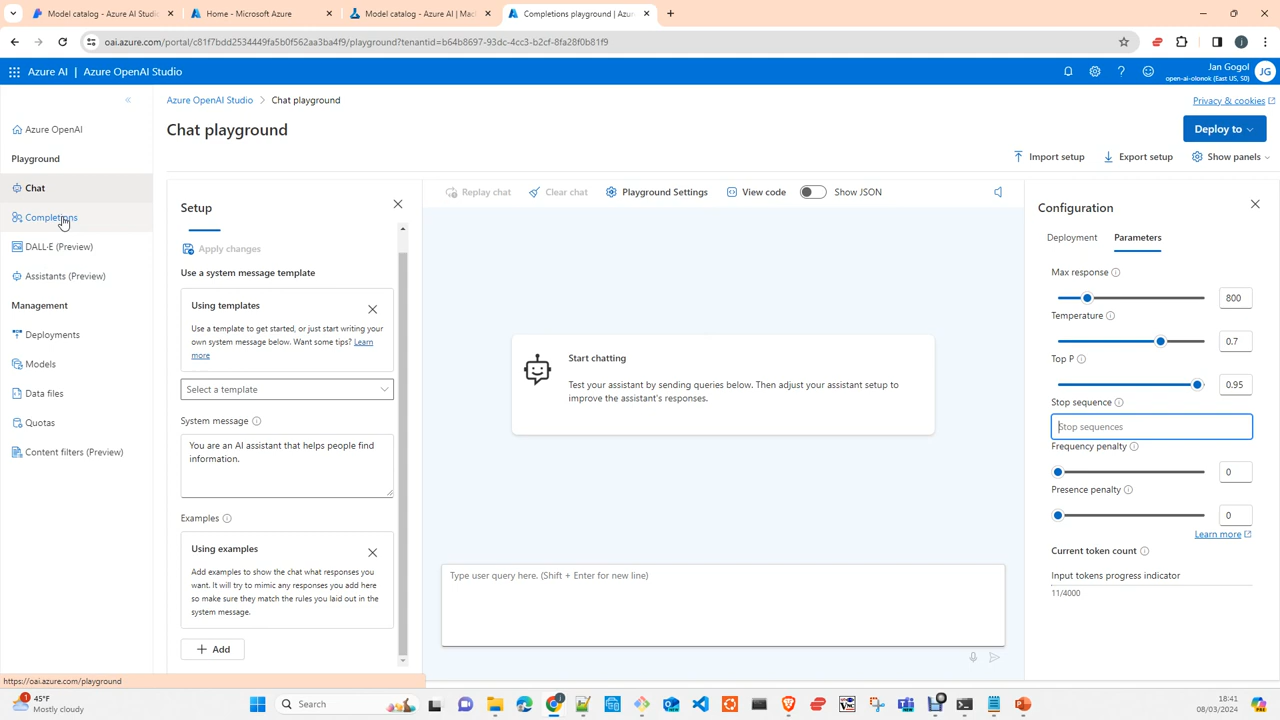 Model catalog - Azure AI Studio
Home - Microsoft Azure
Model catalog - Azure AI | Mach
Completions playground | Azure
oai.azure.com/portal/c81f7bdd2534449fa5b0f562aa3ba4f9/playground?tenantid=b64b8697-93dc-4cc3-b2cf-8fa28f0b81f9
Azure AI | Azure OpenAI Studio
Jan Gogol
open-ai-olonok (East US, S0)
JG
Azure OpenAI Studio > Chat playground
Privacy & cookies
Chat playground
Deploy to
Import setup
Export setup
Show panels
Azure OpenAI
Playground
Chat
Completions
DALL·E (Preview)
Assistants (Preview)
Management
Deployments
Models
Data files
Quotas
Content filters (Preview)
Setup
Apply changes
Use a system message template
Using templates
Use a template to get started, or just start writing your
own system message below. Want some tips? Learn
more
Select a template
System message
You are an AI assistant that helps people find
information.
Examples
Using examples
Add examples to show the chat what responses you
want. It will try to mimic any responses you add here
so make sure they match the rules you laid out in the
system message.
+ Add
Replay chat
Clear chat
Playground Settings
View code
Show JSON
Start chatting
Test your assistant by sending queries below. Then adjust your assistant setup to
improve the assistant's responses.
Type user query here. (Shift + Enter for new line)
Configuration
Deployment
Parameters
Max response
800
Temperature
0.7
Top P
0.95
Stop sequence
Stop sequences
Frequency penalty
0
Presence penalty
0
Learn more
Current token count
Input tokens progress indicator
11/4000
https://oai.azure.com/playground
1
45°F
Mostly cloudy
Search
18:41
08/03/2024